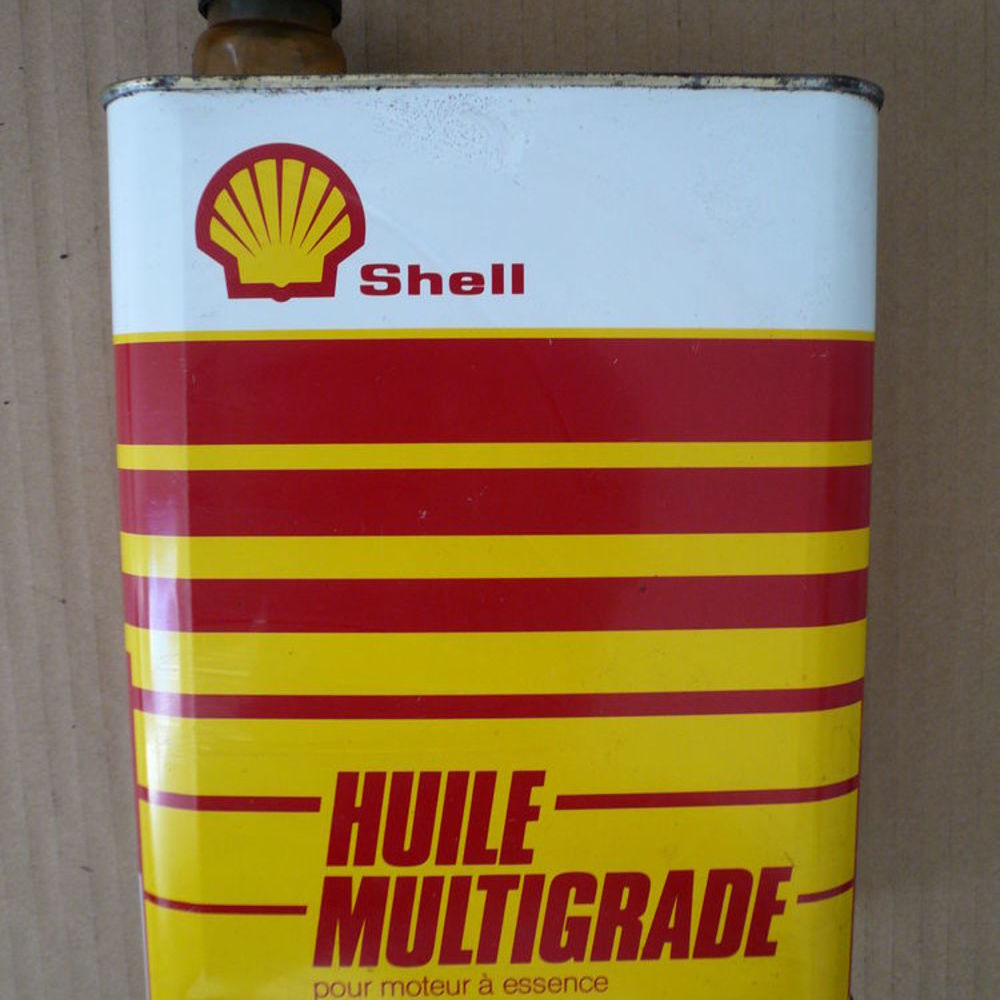 Shell
HUILE
MULTIGRADE
pour moteur à essence